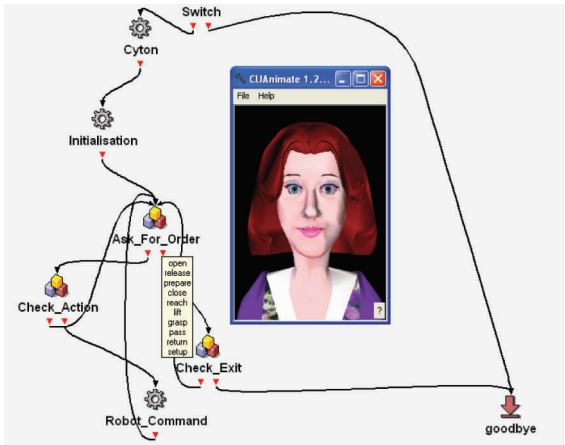 Switch
Cyton
CUAnimate 1.2...
File Help
Initialisation
Ask_For_Order
open
release
prepare
close
reach
lift
grasp
pass
return
setup
Check_Action
?
Check_Exit
Robot_Command
goodbye